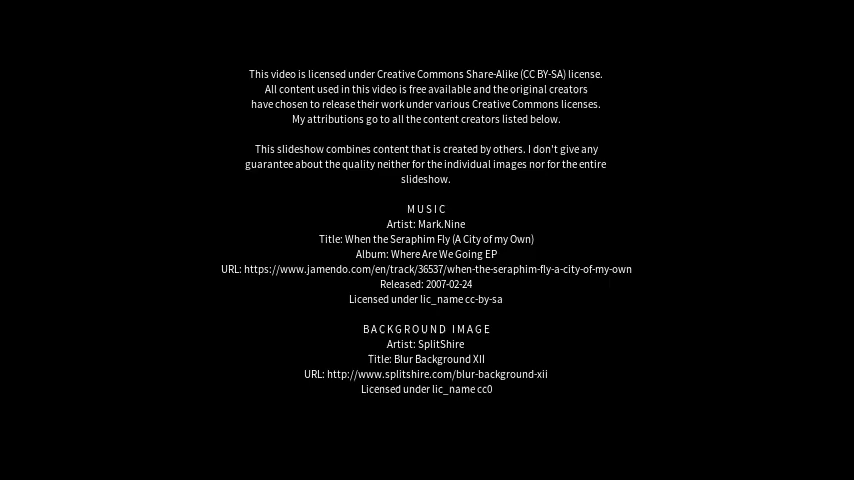 This video is licensed under Creative Commons Share-Alike (CC BY-SA) license.
All content used in this video is free available and the original creators
have chosen to release their work under various Creative Commons licenses.
My attributions go to all the content creators listed below.
This slideshow combines content that is created by others. I don't give any
guarantee about the quality neither for the individual images nor for the entire
slideshow.
MUSIC
Artist: Mark.Nine
Title: When the Seraphim Fly (A City of my Own)
Album: Where Are We Going EP
URL: https://www.jamendo.com/en/track/36537/when-the-seraphim-fly-a-city-of-my-own
Released: 2007-02-24
Licensed under lic_name cc-by-sa
BACKGROUND IMAGE
Artist: SplitShire
Title: Blur Background XII
URL: http://www.splitshire.com/blur-background-xii
Licensed under lic_name cc0